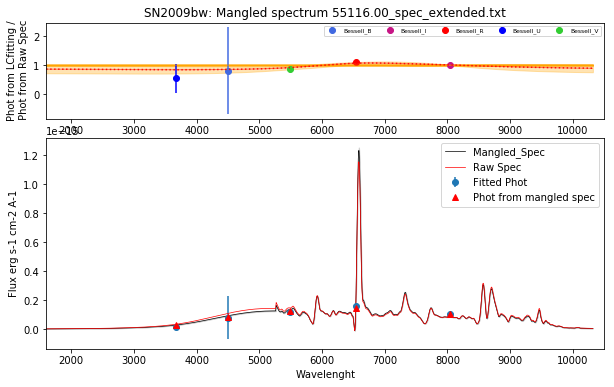 SN2009bw: Mangled spectrum 55116.00_spec_extended.txt
Phot from LCfitting /
Phot from Raw Spec
2
1
0
Bessell_B
Bessell_I
Bessell_R
Bessell_U
Bessell_V
2000 3000 4000 5000 6000 7000 8000 9000 10000
1e−15
Flux erg s-1 cm-2 A-1
1.2
1.0
0.8
0.6
0.4
0.2
0.0
Mangled_Spec
Raw Spec
Fitted Phot
Phot from mangled spec
2000 3000 4000 5000 6000 7000 8000 9000 10000
Wavelenght